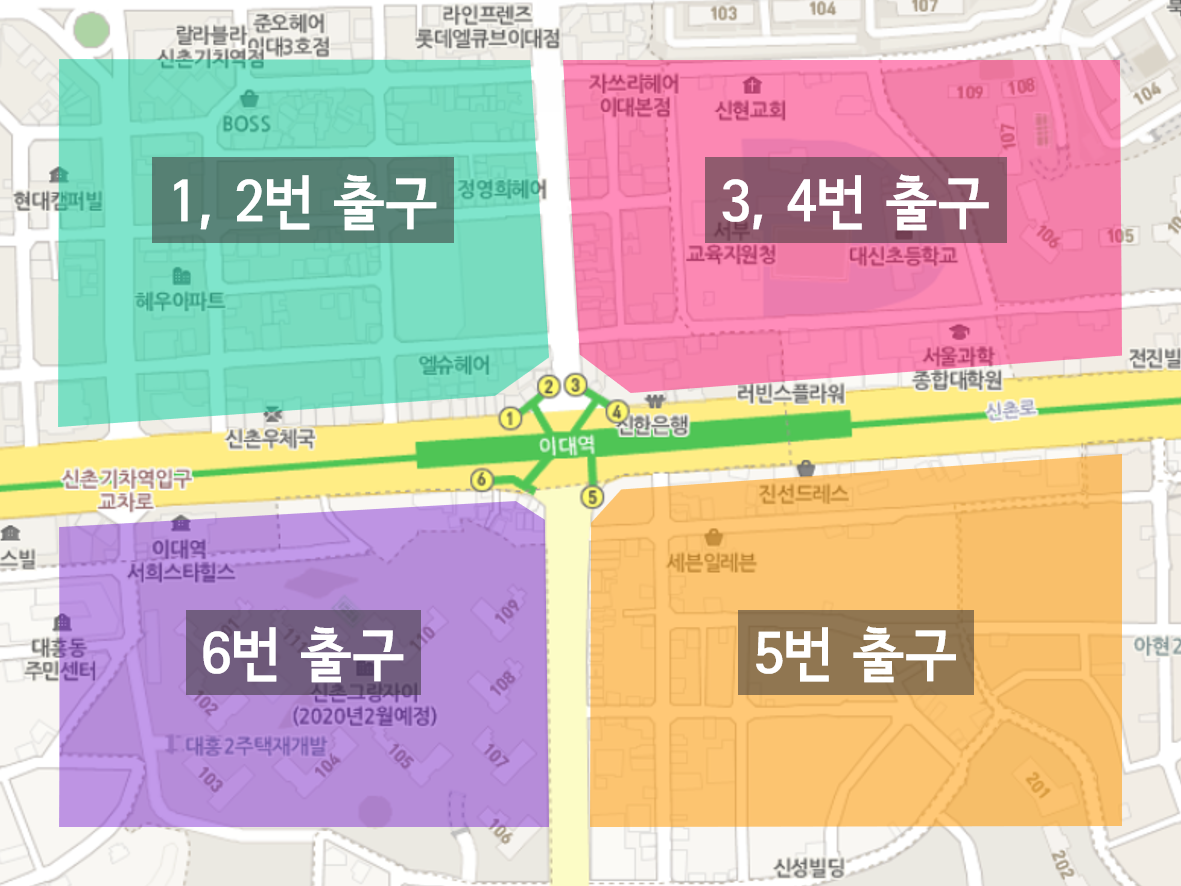 103
104
107
랄라블라
신촌기차역점
준오헤어
이대3호점
라인프렌즈
롯데엘큐브이대점
자쓰리헤어
이대본점
신현교회
109
108
107
104
BOSS
현대캠퍼빌
1, 2번 출구
정영희헤어
3, 4번 출구
서부
교육지원청
대신초등학교
106
105
혜우아파트
엘슈헤어
서울과학
종합대학원
전진빌
러빈스플라워
신촌로
2
3
1
4
신한은행
신촌우체국
이대역
신촌기차역입구
교차로
6
5
진선드레스
스빌
이대역
서희스타힐스
세븐일레븐
대흥동
주민센터
101
110
109
6번 출구
5번 출구
아현2
102
108
신촌그랑자이
(2020년2월예정)
대흥2주택재개발
103
104
105
107
106
201
202
신성빌딩